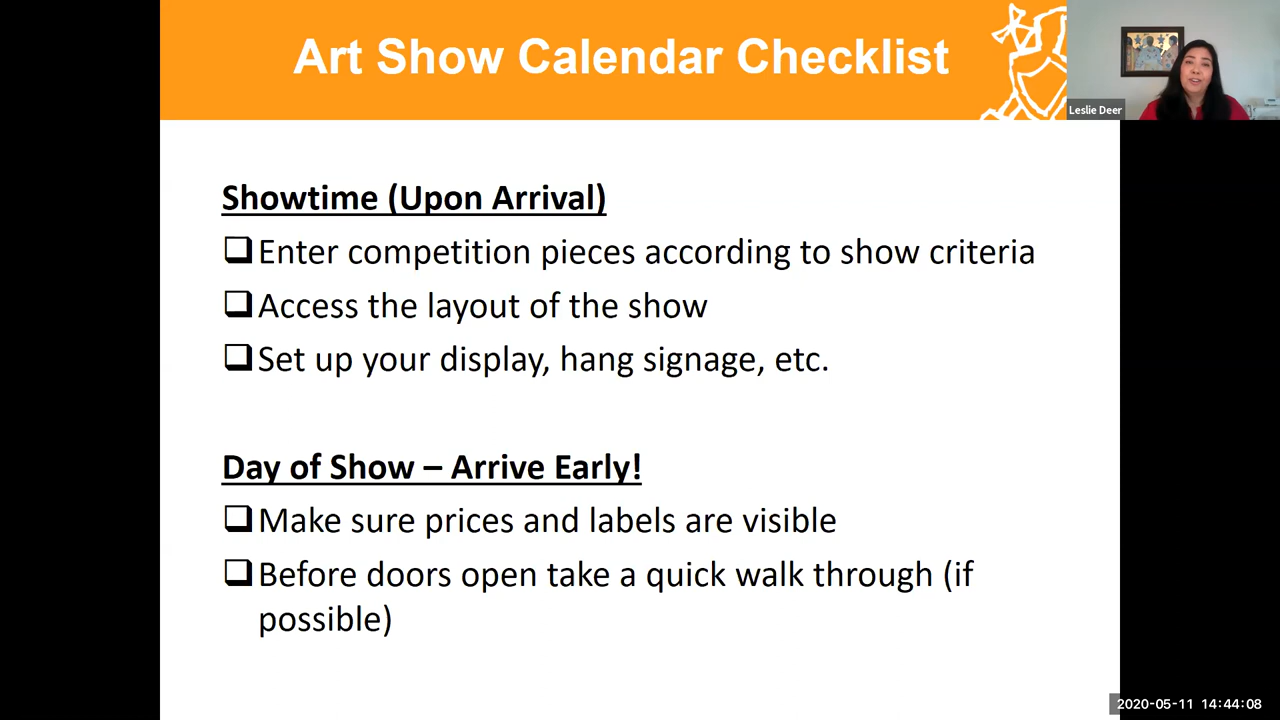 Art Show Calendar Checklist
Leslie Deer
Showtime (Upon Arrival)
❑Enter competition pieces according to show criteria
❑Access the layout of the show
❑Set up your display, hang signage, etc.
Day of Show – Arrive Early!
❑Make sure prices and labels are visible
❑Before doors open take a quick walk through (if
possible)
2020-05-11 14:44:08